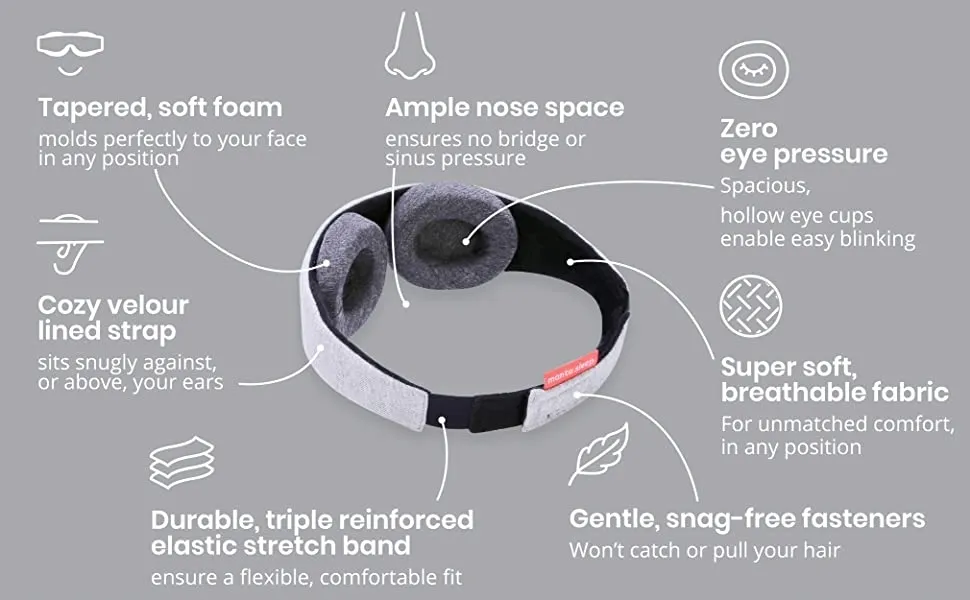 Tapered, soft foam
molds perfectly to your face
in any position
Ample nose space
ensures no bridge or
sinus pressure
Zero
eye pressure
Spacious,
hollow eye cups
enable easy blinking
Cozy velour
lined strap
sits snugly against,
or above, your ears
manta sleep
Super soft,
breathable fabric
For unmatched comfort,
in any position
Durable, triple reinforced
elastic stretch band
ensure a flexible, comfortable fit
Gentle, snag-free fasteners
Won't catch or pull your hair